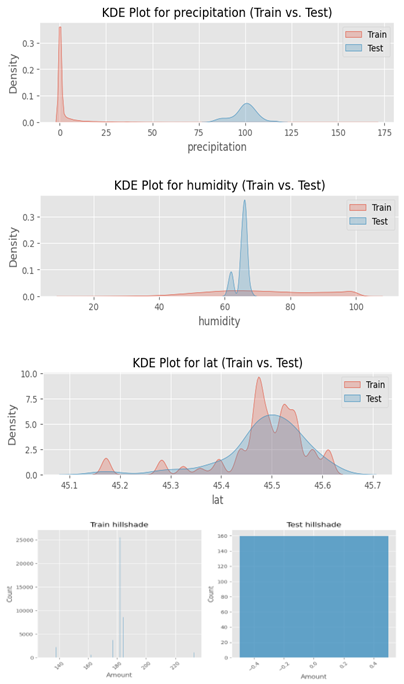 KDE Plot for precipitation (Train vs. Test)
Train
Test
0.3
0.2
0.1
0.0
Density
0 25 50 75 100 125 150 175
precipitation
KDE Plot for humidity (Train vs. Test)
Train
Test
0.3
0.2
0.1
0.0
Density
20 40 60 80 100
humidity
KDE Plot for lat (Train vs. Test)
Train
Test
10.0
7.5
5.0
2.5
0.0
Density
45.1 45.2 45.3 45.4 45.5 45.6 45.7
lat
Train hillshade
25000
20000
15000
10000
5000
0
Count
140 160 180 200 220
Amount
Test hillshade
160
140
120
100
80
60
40
20
0
Count
-0.4 -0.2 0.0 0.2 0.4
Amount